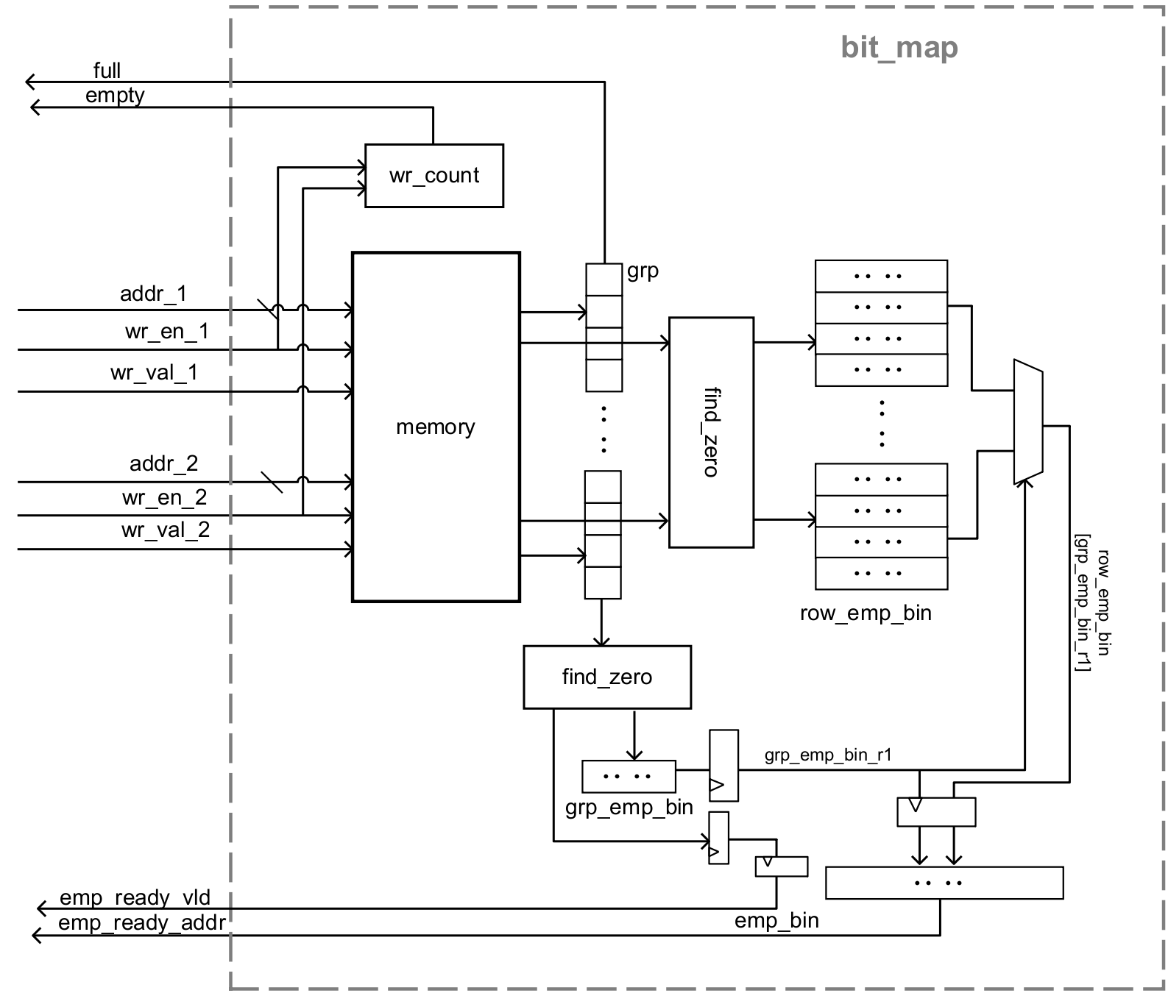 bit_map
full
empty
wr_count
grp
addr_1
wr_en_1
wr_val_1
memory
find_zero
addr_2
wr_en_2
wr_val_2
row_emp_bin
row_emp_bin
[grp_emp_bin_r1]
find_zero
grp_emp_bin_r1
grp_emp_bin
emp_ready_vld
emp_ready_addr
emp_bin